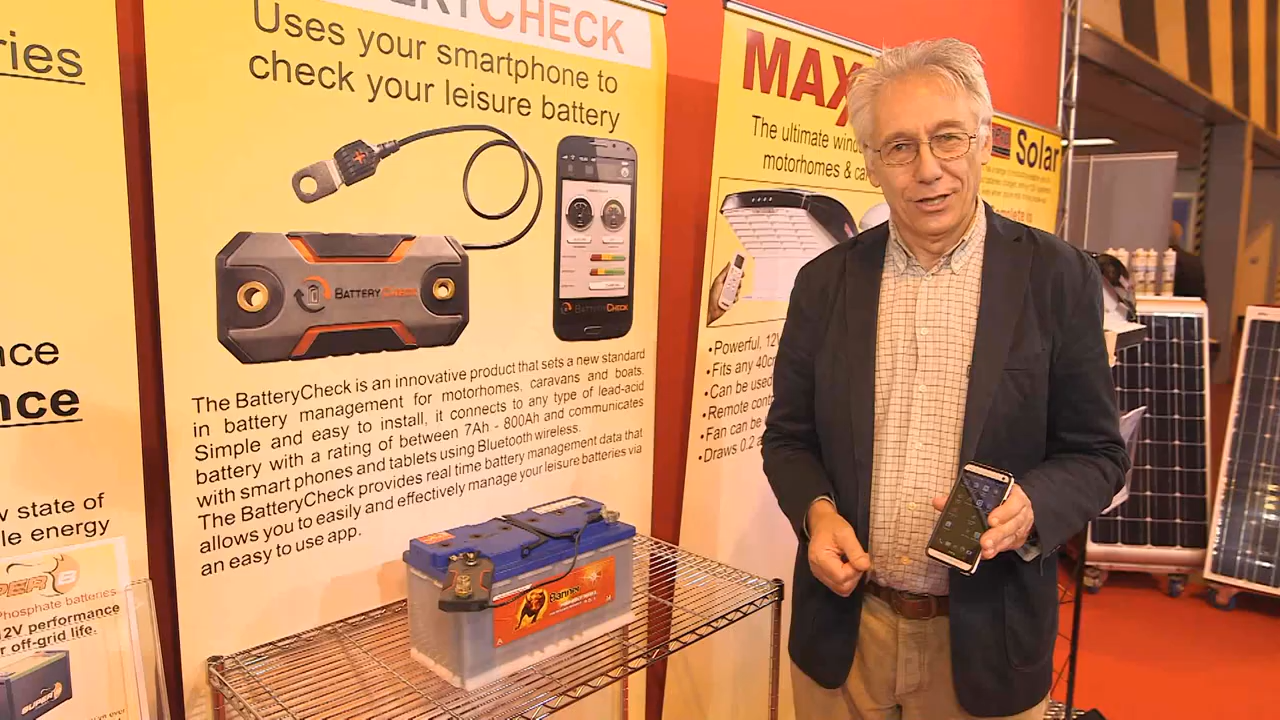 ries
nce
nce
w state of
le energy
PER B
Phosphate batteries
12V performance
r off-grid life.
SUPER
ERYCHECK
Uses your smartphone to
check your leisure battery
BATTERY CHECK
BATTERY CHECK
The BatteryCheck is an innovative product that sets a new standard
in battery management for motorhomes, caravans and boats.
Simple and easy to install, it connects to any type of lead-acid
battery with a rating of between 7Ah - 800Ah and communicates
with smart phones and tablets using Bluetooth wireless.
The BatteryCheck provides real time battery management data that
allows you to easily and effectively manage your leisure batteries via
an easy to use app.
Banner
MAX
The ultimate wind
motorhomes & ca
•Powerful, 12V
•Fits any 40c
•Can be used
•Remote cont
•Fan can be
•Draws 0.2 a
Solar